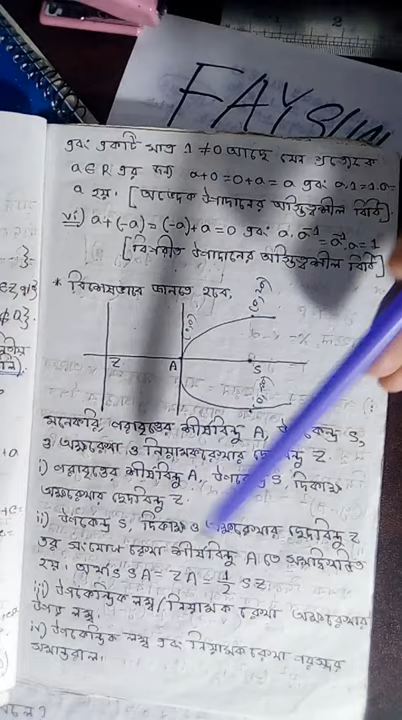 FAYSUN
এবং একটি মাত্র 1 ≠ 0 আছে যেন প্রত্যেক
a∈R এর জন্য a+0=0+a=a এবং a.1=1.a=
a হয়। [অভেদক উপাদানের অস্তিত্বশীল বিধি].
vi) a+(-a) = (-a)+a=0 এবং a.a⁻¹=a⁻¹.a=1
[বিপরীত উপাদানের অস্তিত্বশীল বিধি]
* বিশেষভাবে জানতে হবে,
Z A S
মনেকরি পরাবৃত্তের শীর্ষবিন্দু A, উপকেন্দ্র S,
ও অক্ষরেখা ও নিয়ামকরেখার ছেদবিন্দু Z.
i) পরাবৃত্তের শীর্ষবিন্দু A, উপকেন্দ্র S, দিকাক্ষ
অক্ষরেখার ছেদবিন্দু Z.
ii) উপকেন্দ্র S, দিকাক্ষ ও অক্ষরেখার ছেদবিন্দু Z
এর সংযোগ রেখা শীর্ষবিন্দু A তে সমদ্বিখণ্ডিত
হয়। অর্থাৎ SA = ZA = 1/2 SZ
iii) উপকেন্দ্রিক লম্ব/নিয়ামক রেখা অক্ষরেখার
উপর লম্ব।
iv) উপকেন্দ্রিক লম্ব এবং নিয়ামক রেখা পরস্পর
সমান্তরাল।